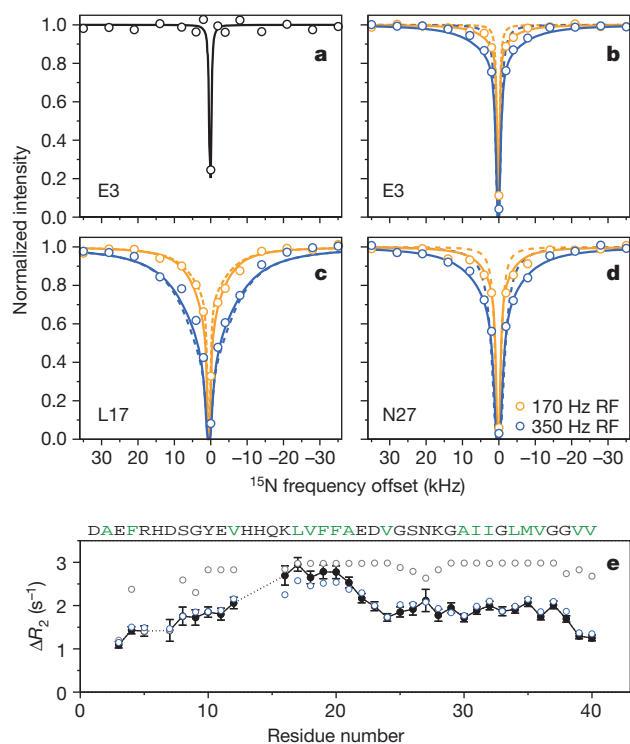 1.0
0.8
0.6
0.4
0.2
0.0
a
E3
b
E3
Normalized intensity
1.0
0.8
0.6
0.4
0.2
0.0
c
L17
d
N27
170 Hz RF
350 Hz RF
30 20 10 0 −10 −20 −30
30 20 10 0 −10 −20 −30
15N frequency offset (kHz)
DAEFRHDSGYEVHHQKLVFFAEDVGSNKGAIIGLMVGGVV
e
ΔR2 (s−1)
3
2
1
0
0 10 20 30 40
Residue number